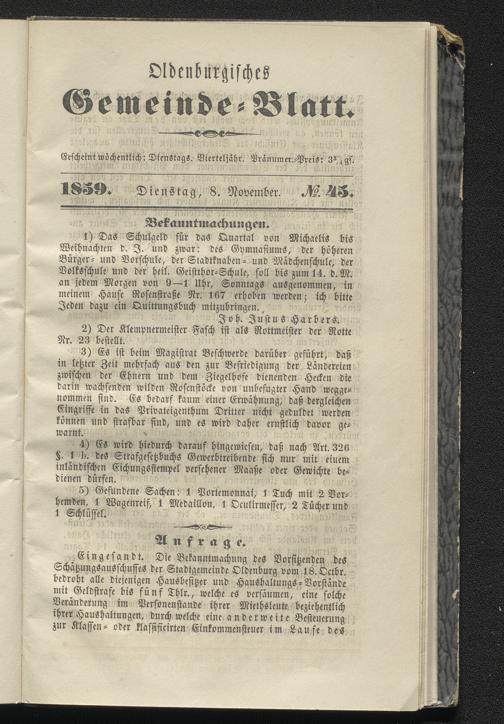 Oldenburgisches
Gemeinde-Blatt.
Erscheint wöchentlich: Dienstags. Vierteljähr. Pränumer.-Preis: 3¾ gs.
1859. Dienstag, 8. November. No. 45.
Bekanntmachungen.
1) Das Schulgeld für das Quartal von Michaelis bis
Weihnachten d. J. und zwar: des Gymnasiums, der höheren
Bürger- und Vorschule, der Stadtknaben- und Mädchenschule, der
Volksschule und der heil. Geistthor-Schule, soll bis zum 14. d. M.
an jedem Morgen von 9—1 Uhr, Sonntags ausgenommen, in
meinem Hause Rosenstraße Nr. 167 erhoben werden; ich bitte
Jeden dazu ein Quittungsbuch mitzubringen.
Joh. Justus Harbers.
2) Der Klempnermeister Fasch ist als Rottmeister der Rotte
Nr. 23 bestellt.
3) Es ist beim Magistrat Beschwerde darüber geführt, daß
in letzter Zeit mehrfach aus den zur Befriedigung der Ländereien
zwischen der Ehnern und dem Ziegelhofe dienenden Hecken die
darin wachsenden wilden Rosenstöcke von unbefugter Hand wegge-
nommen sind. Es bedarf kaum einer Erwähnung, daß dergleichen
Eingriffe in das Privateigenthum Dritter nicht geduldet werden
können und strafbar sind, und es wird daher ernstlich davor ge-
warnt.
4) Es wird hiedurch darauf hingewiesen, daß nach Art. 326
§. 1 b. des Strafgesetzbuchs Gewerbtreibende sich nur mit einem
inländischen Eichungsstempel versehener Maaße oder Gewichte be-
dienen dürfen.
5) Gefundene Sachen: 1 Portemonnai, 1 Tuch mit 2 Vor-
hemden, 1 Wagenreif, 1 Medaillon, 1 Oculirmesser, 2 Tücher und
1 Schlüssel.
Anfrage.
Eingesandt. Die Bekanntmachung des Vorsitzenden des
Schätzungsausschusses der Stadtgemeinde Oldenburg vom 18. Octbr.
bedroht alle diejenigen Hausbesitzer und Haushaltungs-Vorstände
mit Geldstrafe bis fünf Thlr., welche es versäumen, eine solche
Veränderung im Personenstande ihrer Miethsleute beziehentlich
ihrer Haushaltungen, durch welche eine anderweite Besteuerung
zur Klassen- oder klassificirten Einkommensteuer im Laufe des